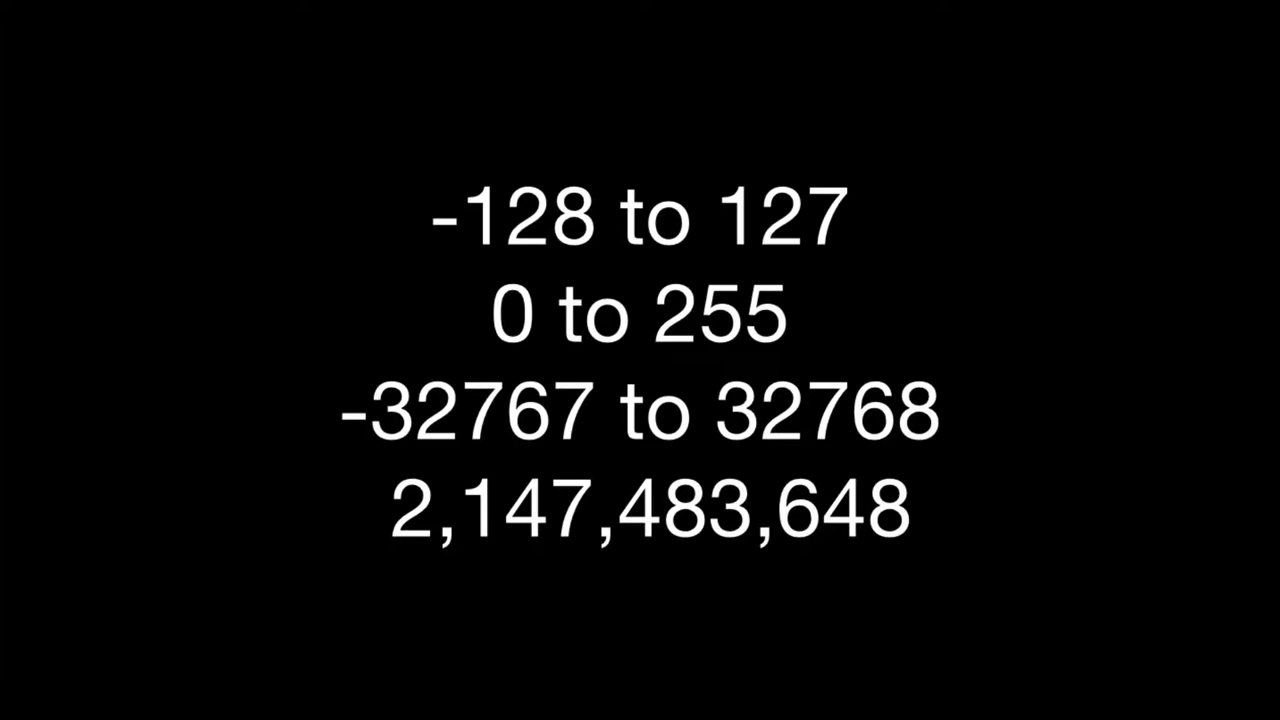 -128 to 127
0 to 255
-32767 to 32768
2,147,483,648